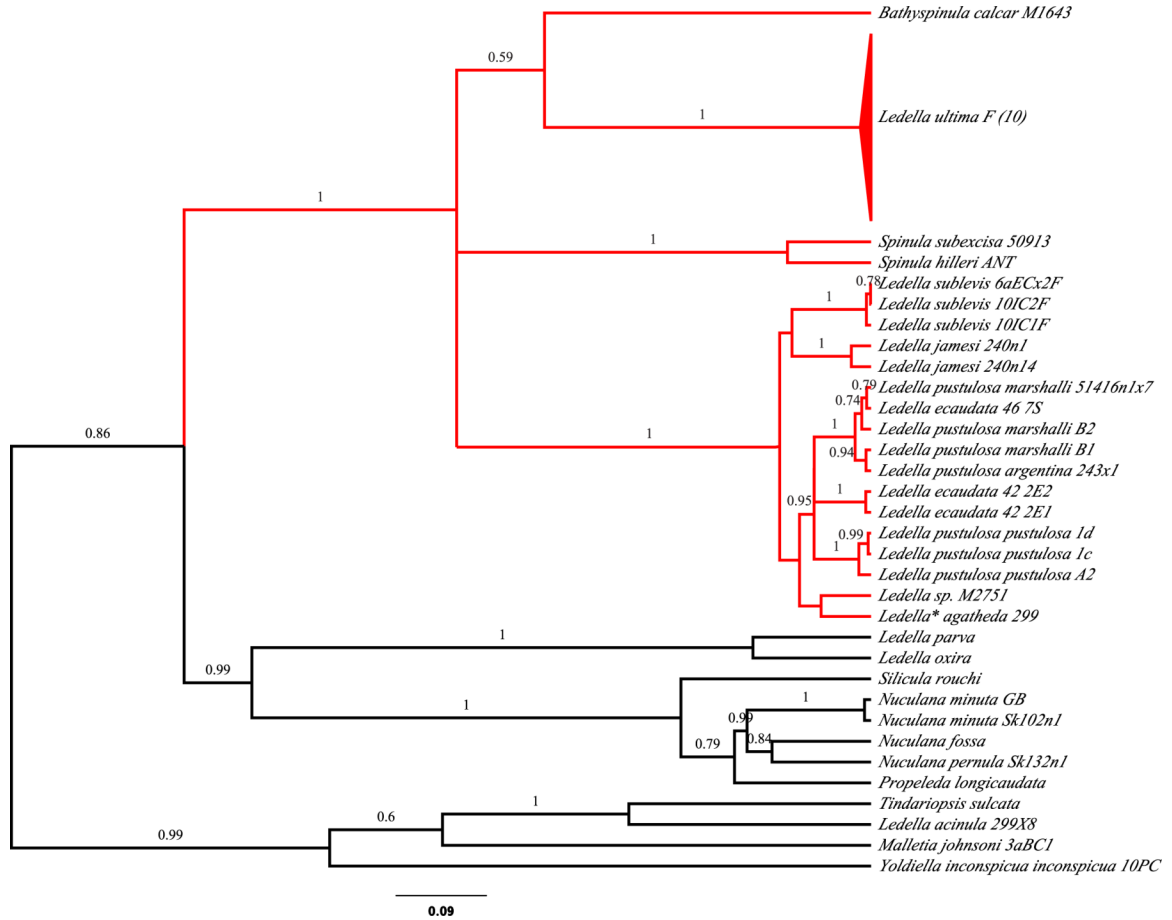 Bathyspinula calcar M1643
0.59
1
Ledella ultima F (10)
1
1
Spinula subexcisa 50913
Spinula hilleri ANT
0.78
Ledella sublevis 6aECx2F
1
Ledella sublevis 10IC2F
Ledella sublevis 10IC1F
1
Ledella jamesi 240n1
Ledella jamesi 240n14
0.79
Ledella pustulosa marshalli 51416n1x7
0.74
Ledella ecaudata 46 7S
1
1
Ledella pustulosa marshalli B2
0.86
0.94
Ledella pustulosa marshalli B1
Ledella pustulosa argentina 243x1
0.95
1
Ledella ecaudata 42 2E2
Ledella ecaudata 42 2E1
0.99
Ledella pustulosa pustulosa 1d
1
Ledella pustulosa pustulosa 1c
Ledella pustulosa pustulosa A2
Ledella sp. M2751
Ledella* agatheda 299
1
Ledella parva
Ledella oxira
0.99
Silicula rouchi
1
1
Nuculana minuta GB
0.99
Nuculana minuta Sk102n1
0.84
Nuculana fossa
0.79
Nuculana pernula Sk132n1
Propeleda longicaudata
1
Tindariopsis sulcata
0.6
Ledella acinula 299X8
0.99
Malletia johnsoni 3aBC1
Yoldiella inconspicua inconspicua 10PC
0.09